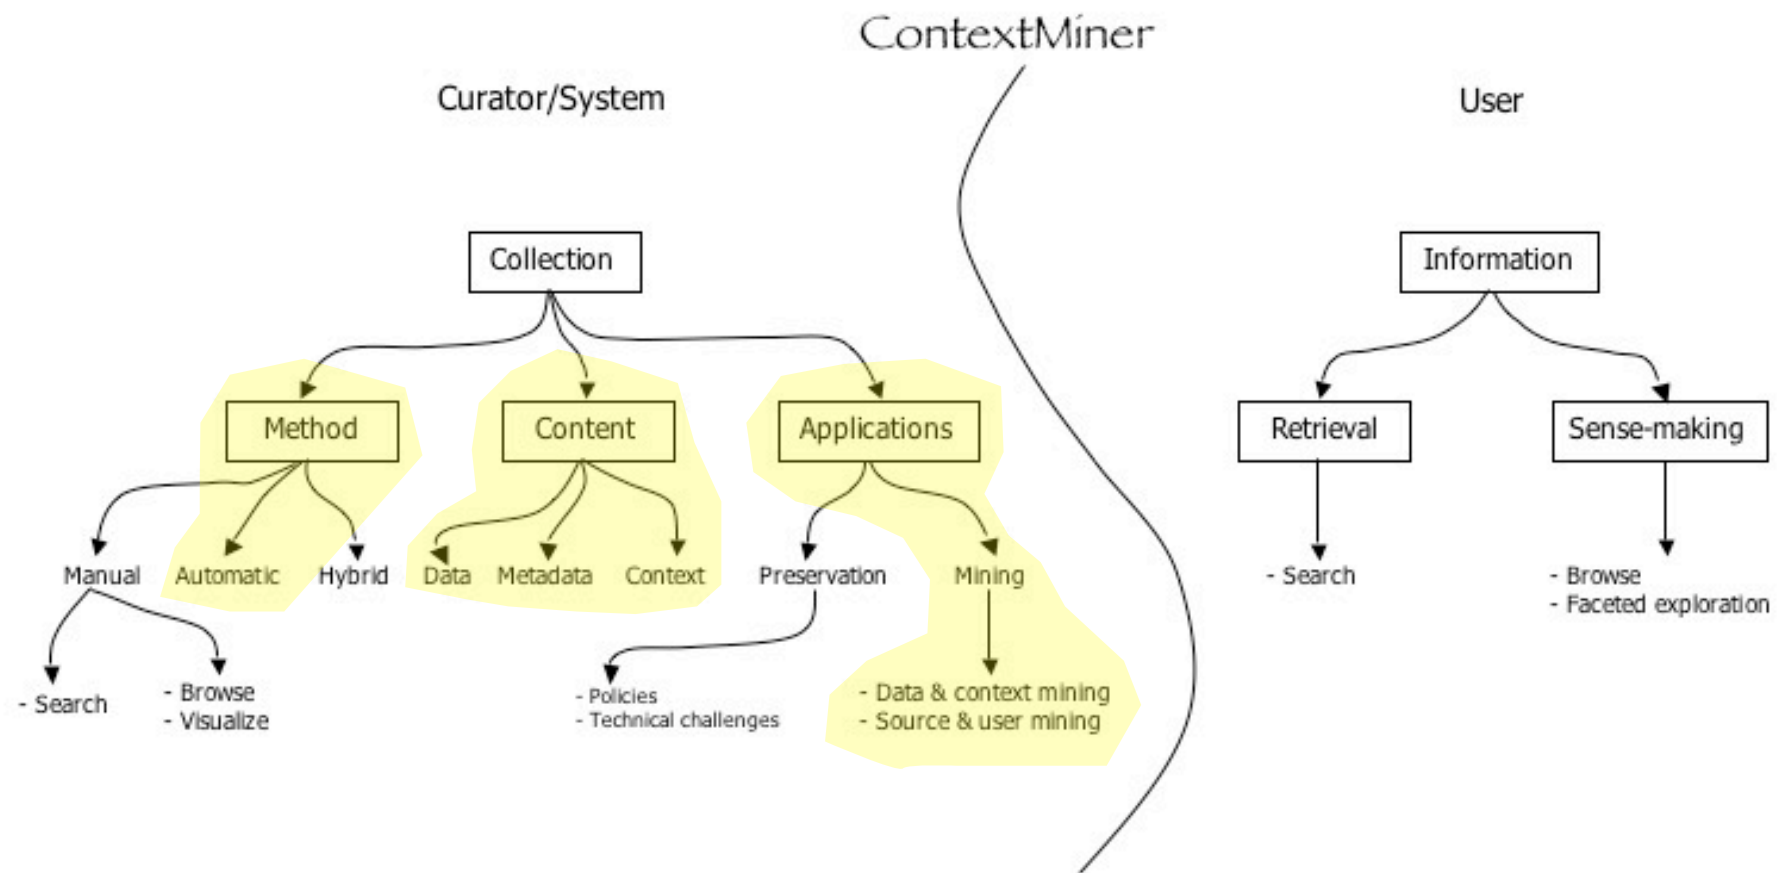 ContextMiner
Curator/System
User
Collection
Information
Method
Content
Applications
Retrieval
Sense-making
Manual
Automatic
Hybrid
Data
Metadata
Context
Preservation
Mining
- Search
- Browse
- Faceted exploration
- Search
- Browse
- Visualize
- Policies
- Technical challenges
- Data & context mining
- Source & user mining